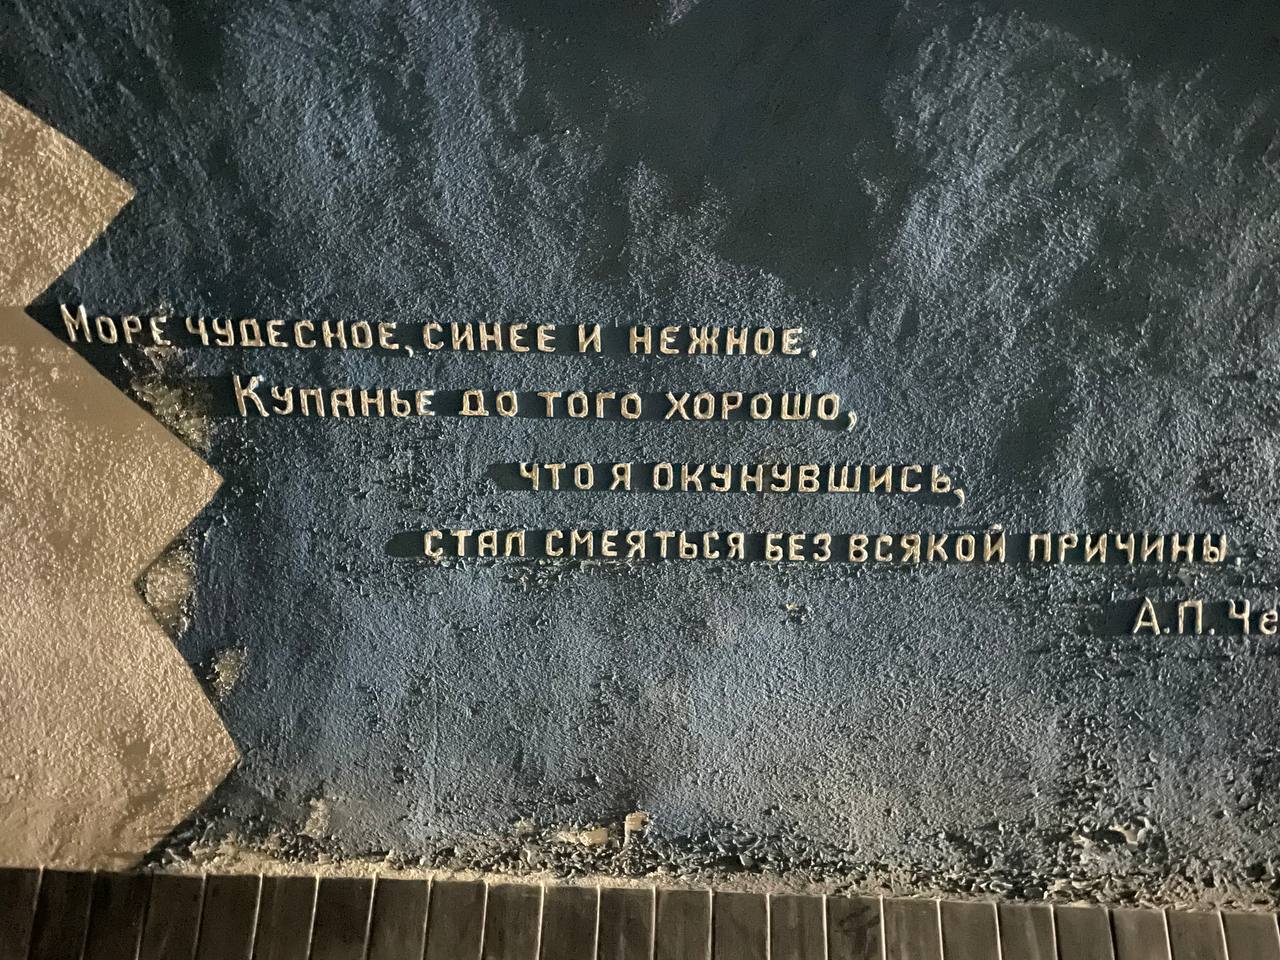 Море чудесное, синее и нежное.
Купанье до того хорошо,
что я окунувшись,
стал смеяться без всякой причины.
А.П. Че